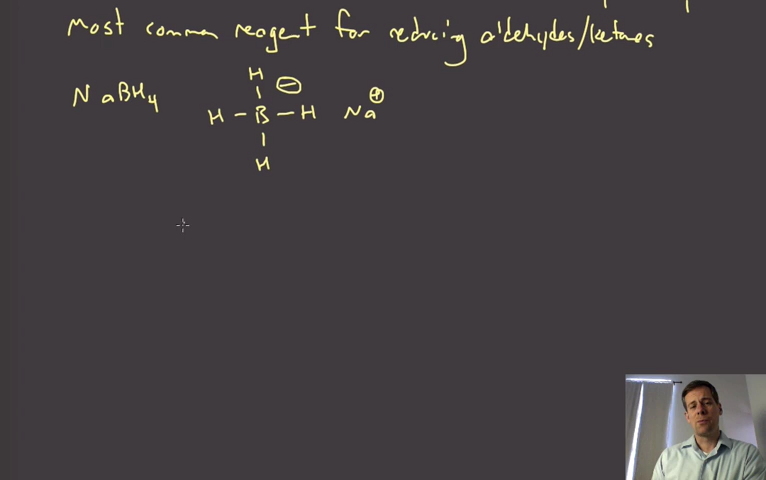 Most common reagent for reducing aldehydes/ketones
NaBH4
H ⊖
H - B - H Na ⊕
H